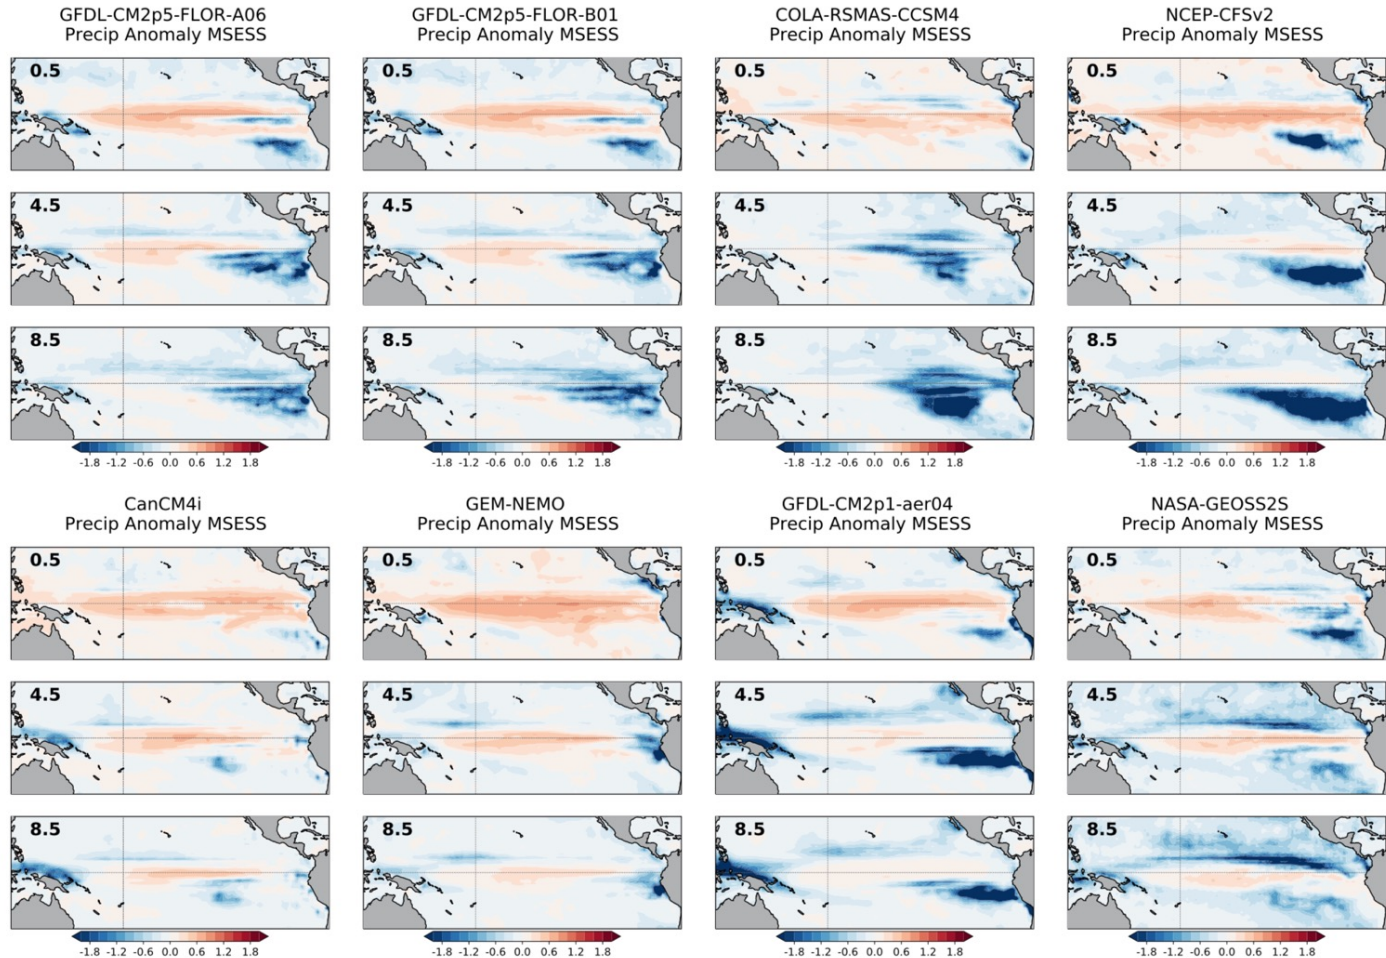 GFDL-CM2p5-FLOR-A06
Precip Anomaly MSESS
0.5
4.5
8.5
-1.8 -1.2 -0.6 0.0 0.6 1.2 1.8
GFDL-CM2p5-FLOR-B01
Precip Anomaly MSESS
0.5
4.5
8.5
-1.8 -1.2 -0.6 0.0 0.6 1.2 1.8
COLA-RSMAS-CCSM4
Precip Anomaly MSESS
0.5
4.5
8.5
-1.8 -1.2 -0.6 0.0 0.6 1.2 1.8
NCEP-CFSv2
Precip Anomaly MSESS
0.5
4.5
8.5
-1.8 -1.2 -0.6 0.0 0.6 1.2 1.8
CanCM4i
Precip Anomaly MSESS
0.5
4.5
8.5
-1.8 -1.2 -0.6 0.0 0.6 1.2 1.8
GEM-NEMO
Precip Anomaly MSESS
0.5
4.5
8.5
-1.8 -1.2 -0.6 0.0 0.6 1.2 1.8
GFDL-CM2p1-aer04
Precip Anomaly MSESS
0.5
4.5
8.5
-1.8 -1.2 -0.6 0.0 0.6 1.2 1.8
NASA-GEOSS2S
Precip Anomaly MSESS
0.5
4.5
8.5
-1.8 -1.2 -0.6 0.0 0.6 1.2 1.8